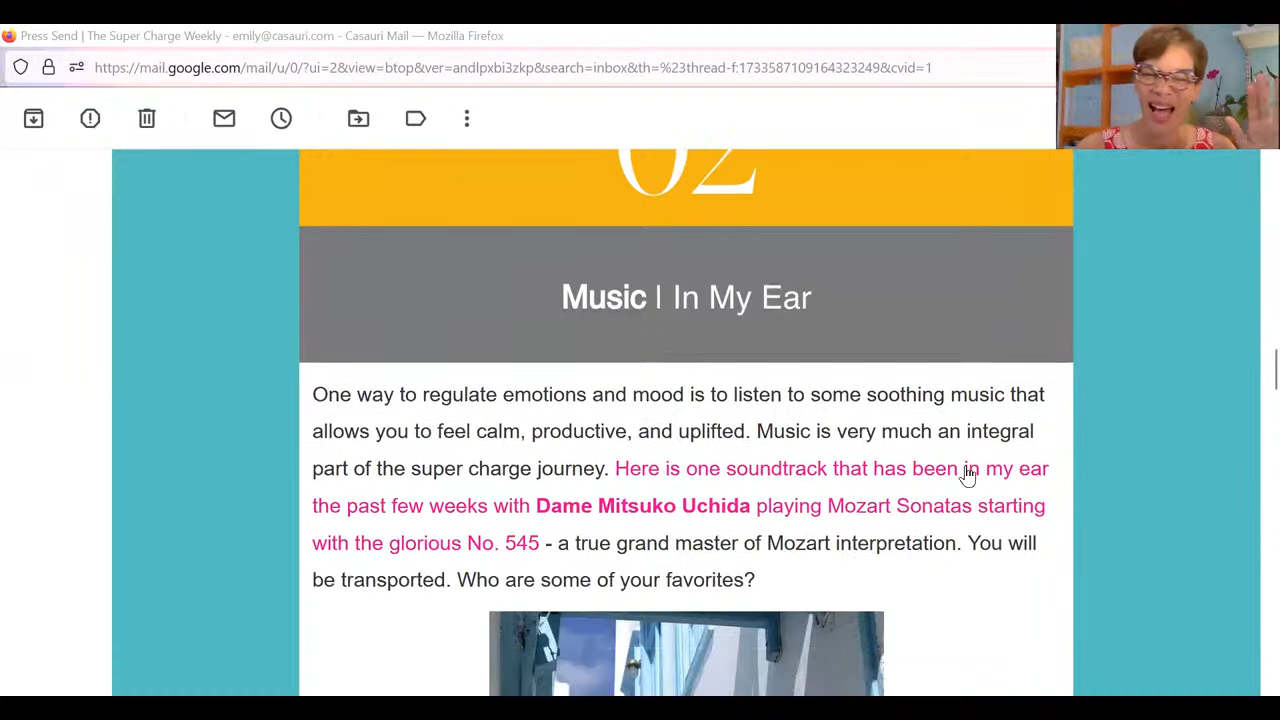 Press Send | The Super Charge Weekly - emily@casauri.com - Casauri Mail — Mozilla Firefox
https://mail.google.com/mail/u/0/?ui=2&view=btop&ver=andlpxbi3zkp&search=inbox&th=%23thread-f:1733587109164323249&cvid=1
02
Music | In My Ear
One way to regulate emotions and mood is to listen to some soothing music that
allows you to feel calm, productive, and uplifted. Music is very much an integral
part of the super charge journey. Here is one soundtrack that has been in my ear
the past few weeks with Dame Mitsuko Uchida playing Mozart Sonatas starting
with the glorious No. 545 - a true grand master of Mozart interpretation. You will
be transported. Who are some of your favorites?